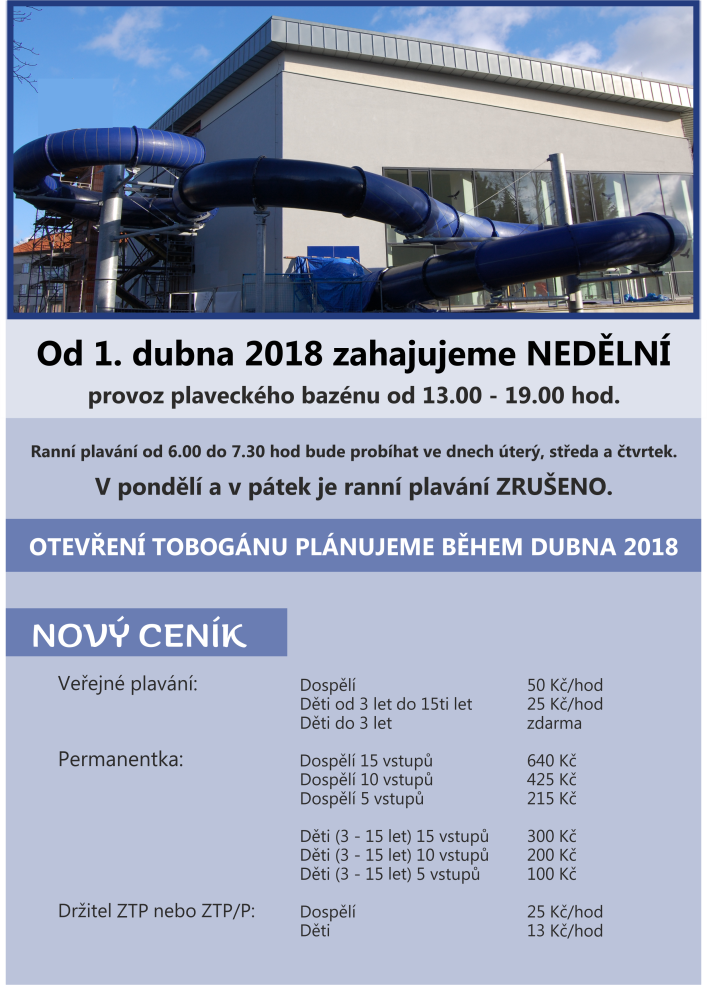 Od 1. dubna 2018 zahajujeme NEDĚLNÍ
provoz plaveckého bazénu od 13.00 - 19.00 hod.
Ranní plavání od 6.00 do 7.30 hod bude probíhat ve dnech úterý, středa a čtvrtek.
V pondělí a v pátek je ranní plavání ZRUŠENO.
OTEVŘENÍ TOBOGÁNU PLÁNUJEME BĚHEM DUBNA 2018
NOVÝ CENÍK
Veřejné plavání: Dospělí 50 Kč/hod
Děti od 3 let do 15ti let 25 Kč/hod
Děti do 3 let zdarma
Permanentka: Dospělí 15 vstupů 640 Kč
Dospělí 10 vstupů 425 Kč
Dospělí 5 vstupů 215 Kč
Děti (3 - 15 let) 15 vstupů 300 Kč
Děti (3 - 15 let) 10 vstupů 200 Kč
Děti (3 - 15 let) 5 vstupů 100 Kč
Držitel ZTP nebo ZTP/P: Dospělí 25 Kč/hod
Děti 13 Kč/hod